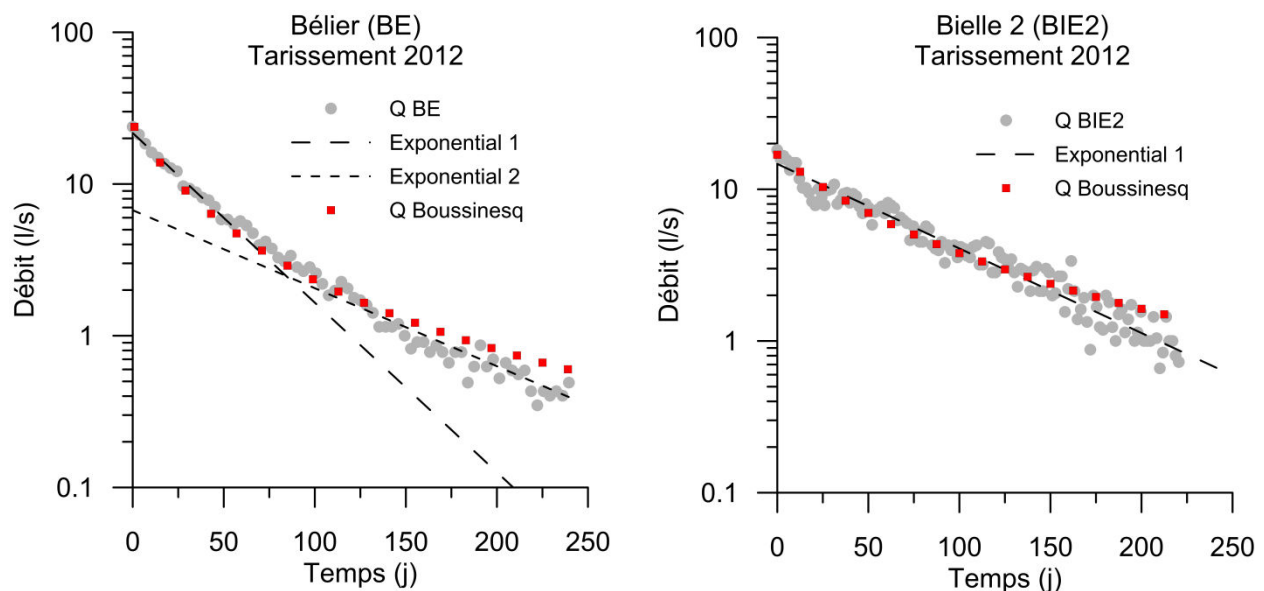 Bélier (BE)
Tarissement 2012
Q BE
Exponential 1
Exponential 2
Q Boussinesq
100
10
1
0.1
Débit (l/s)
0 50 100 150 200 250
Temps (j)
Bielle 2 (BIE2)
Tarissement 2012
Q BIE2
Exponential 1
Q Boussinesq
100
10
1
0.1
Débit (l/s)
0 50 100 150 200 250
Temps (j)